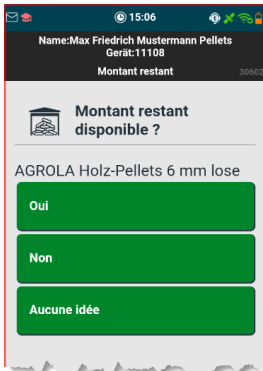 15:06
Name:Max Friedrich Mustermann Pellets
Gerät:11108
Montant restant
30602
Montant restant
disponible ?
AGROLA Holz-Pellets 6 mm lose
Oui
Non
Aucune idée